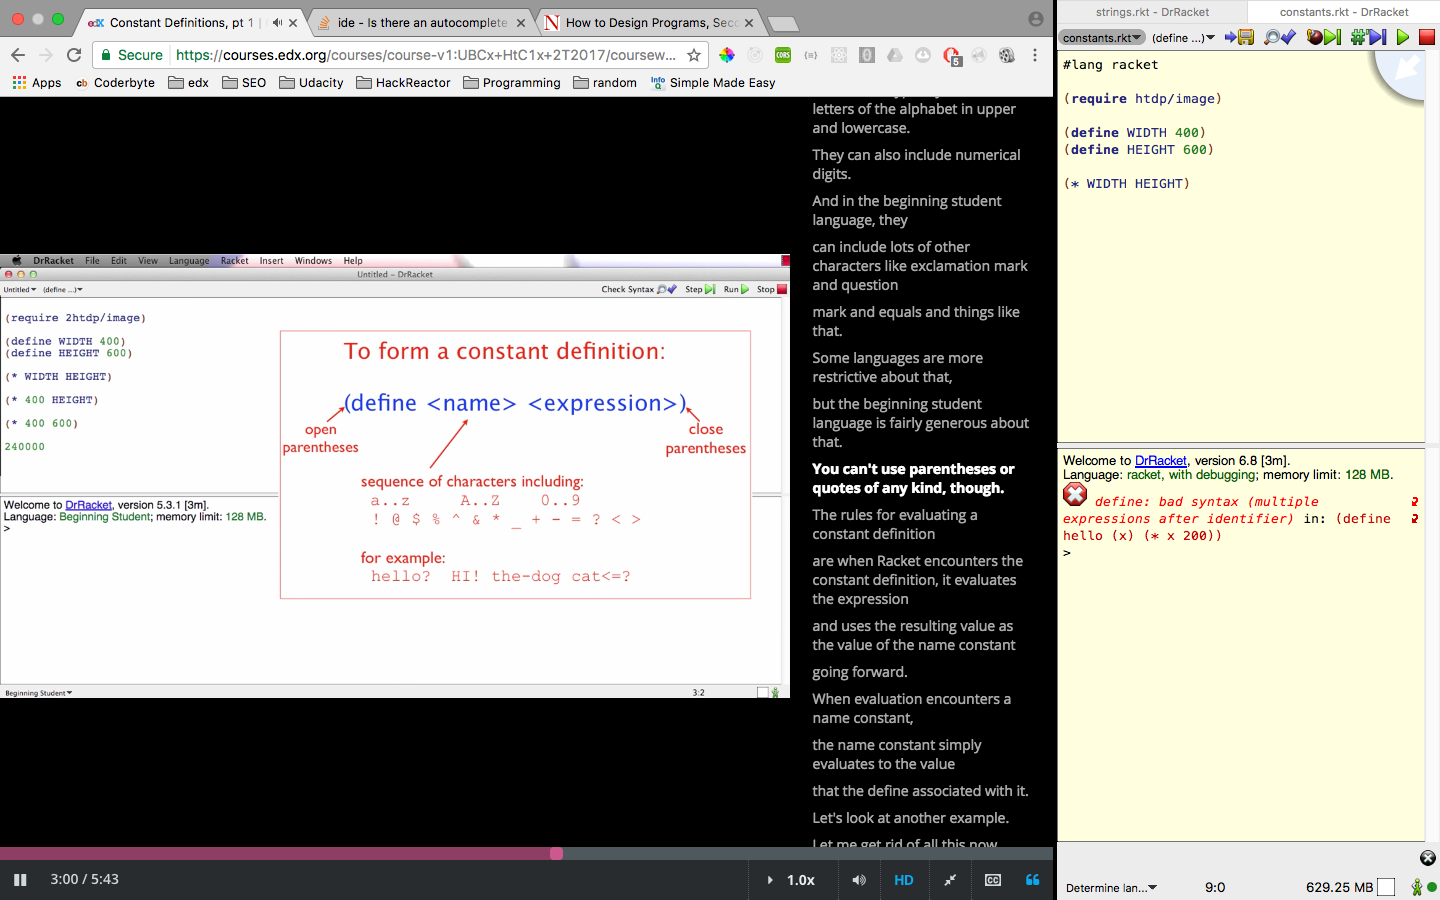 Constant Definitions, pt 1 |
ide - Is there an autocomplete
How to Design Programs, Sec
Secure
https://courses.edx.org/courses/course-v1:UBCx+HtC1x+2T2017/coursew...
Apps
Coderbyte
edx
SEO
Udacity
HackReactor
Programming
random
Simple Made Easy
letters of the alphabet in upper
and lowercase.
They can also include numerical
digits.
And in the beginning student
language, they
can include lots of other
characters like exclamation mark
and question
mark and equals and things like
that.
Some languages are more
restrictive about that,
but the beginning student
language is fairly generous about
that.
You can't use parentheses or
quotes of any kind, though.
The rules for evaluating a
constant definition
are when Racket encounters the
constant definition, it evaluates
the expression
and uses the resulting value as
the value of the name constant
going forward.
When evaluation encounters a
name constant,
the name constant simply
evaluates to the value
that the define associated with it.
Let's look at another example.
Let me get rid of all this now
DrRacket File Edit View Language Racket Insert Windows Help
Untitled - DrRacket
Untitled (define ...)
Check Syntax Step Run Stop
(require 2htdp/image)
(define WIDTH 400)
(define HEIGHT 600)
(* WIDTH HEIGHT)
(* 400 HEIGHT)
(* 400 600)
240000
To form a constant definition:
(define <name> <expression>)
open
parentheses
close
parentheses
sequence of characters including:
a..z A..Z 0..9
! @ $ % ^ & * _ + - = ? < >
for example:
hello? HI! the-dog cat<=?
Welcome to DrRacket, version 5.3.1 [3m].
Language: Beginning Student; memory limit: 128 MB.
>
Beginning Student
3:2
3:00 / 5:43
1.0x
HD
CC
strings.rkt - DrRacket
constants.rkt - DrRacket
constants.rkt (define ...)
#lang racket
(require htdp/image)
(define WIDTH 400)
(define HEIGHT 600)
(* WIDTH HEIGHT)
Welcome to DrRacket, version 6.8 [3m].
Language: racket, with debugging; memory limit: 128 MB.
define: bad syntax (multiple
expressions after identifier) in: (define
hello (x) (* x 200))
>
Determine lan...
9:0
629.25 MB